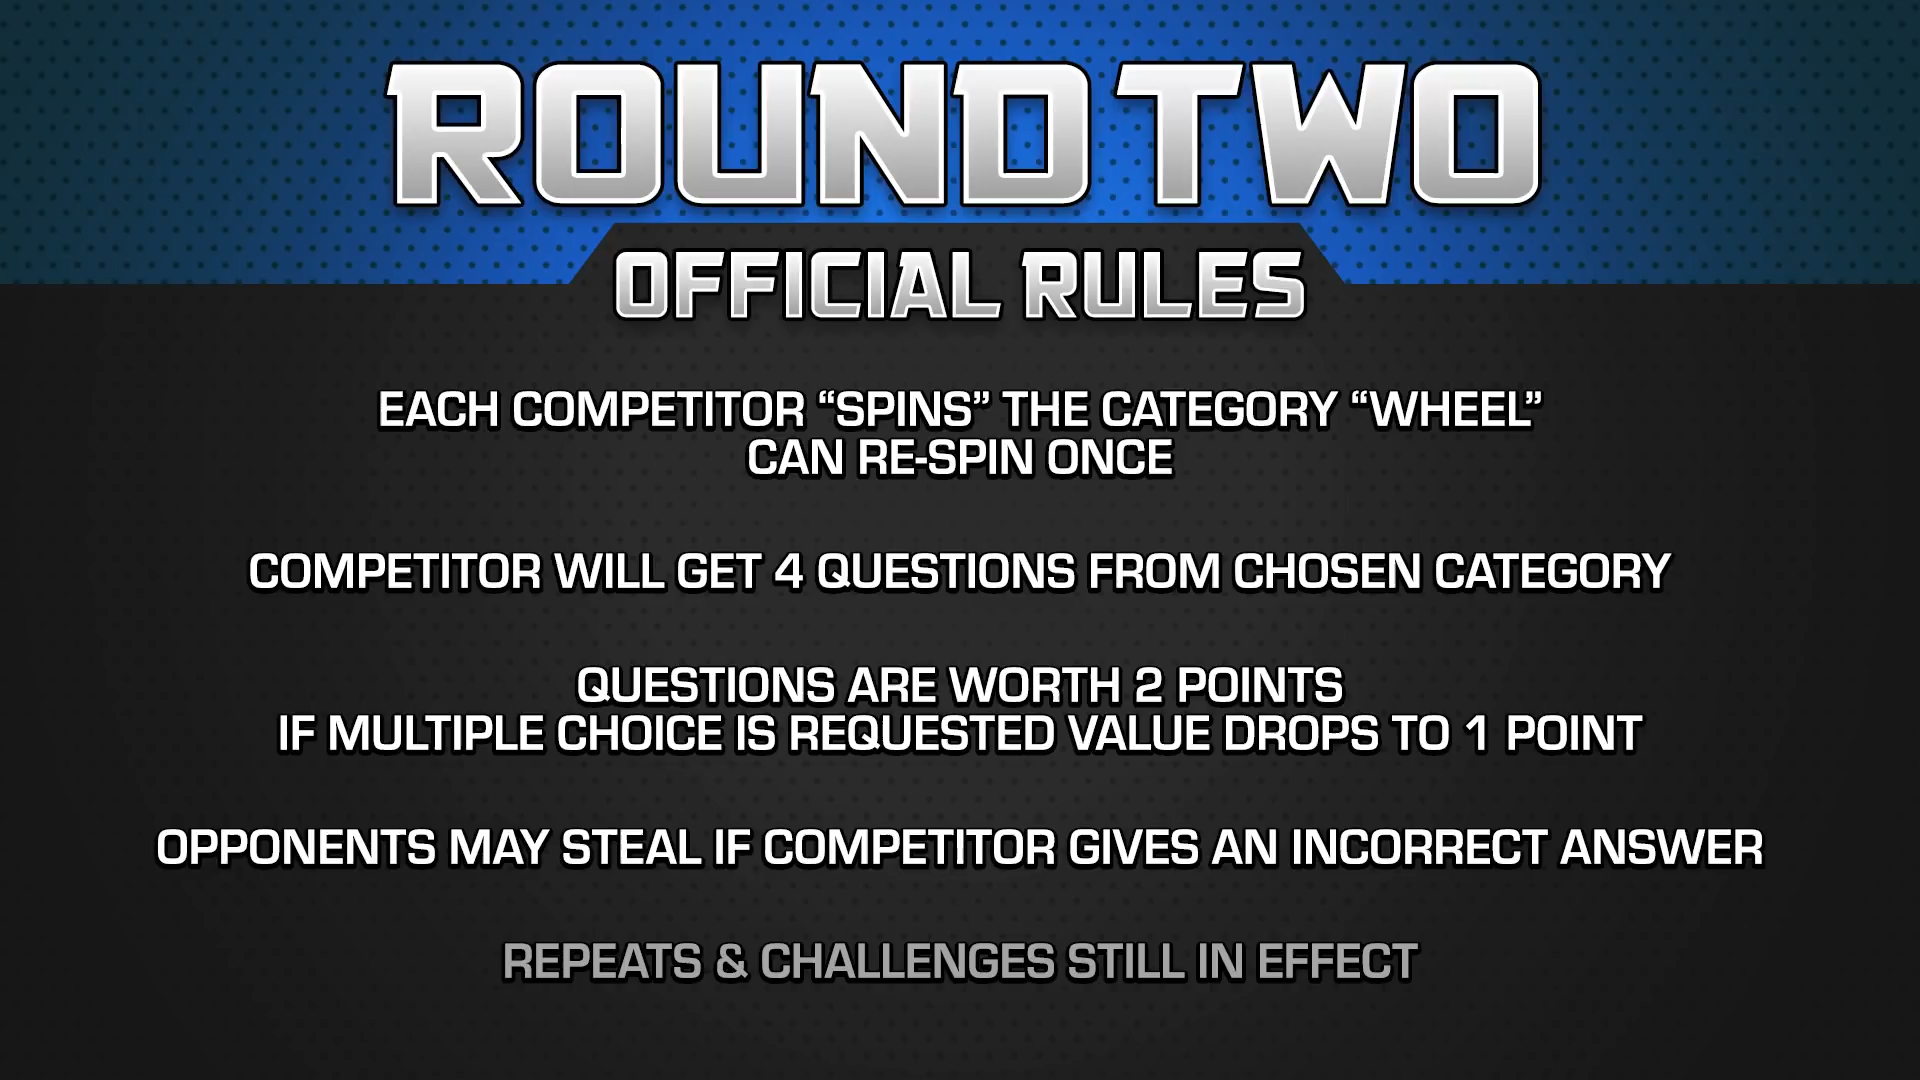 ROUND TWO
OFFICIAL RULES
EACH COMPETITOR “SPINS” THE CATEGORY “WHEEL”
CAN RE-SPIN ONCE
COMPETITOR WILL GET 4 QUESTIONS FROM CHOSEN CATEGORY
QUESTIONS ARE WORTH 2 POINTS
IF MULTIPLE CHOICE IS REQUESTED VALUE DROPS TO 1 POINT
OPPONENTS MAY STEAL IF COMPETITOR GIVES AN INCORRECT ANSWER
REPEATS & CHALLENGES STILL IN EFFECT